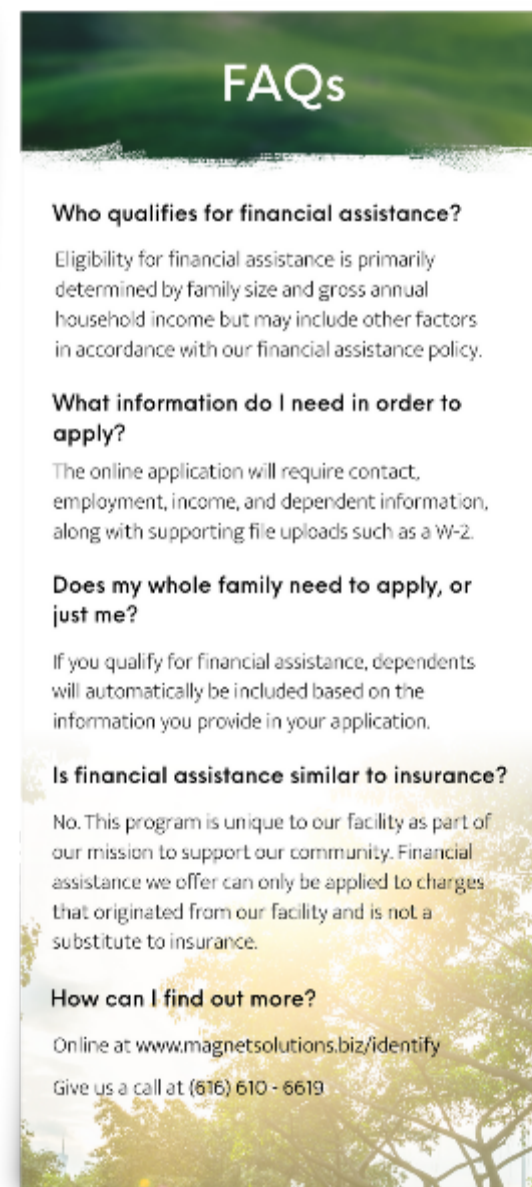 FAQs
Who qualifies for financial assistance?
Eligibility for financial assistance is primarily
determined by family size and gross annual
household income but may include other factors
in accordance with our financial assistance policy.
What information do I need in order to
apply?
The online application will require contact,
employment, income, and dependent information,
along with supporting file uploads such as a W-2.
Does my whole family need to apply, or
just me?
If you qualify for financial assistance, dependents
will automatically be included based on the
information you provide in your application.
Is financial assistance similar to insurance?
No. This program is unique to our facility as part of
our mission to support our community. Financial
assistance we offer can only be applied to charges
that originated from our facility and is not a
substitute to insurance.
How can I find out more?
Online at www.magnetsolutions.biz/identify
Give us a call at (616) 610 - 6619